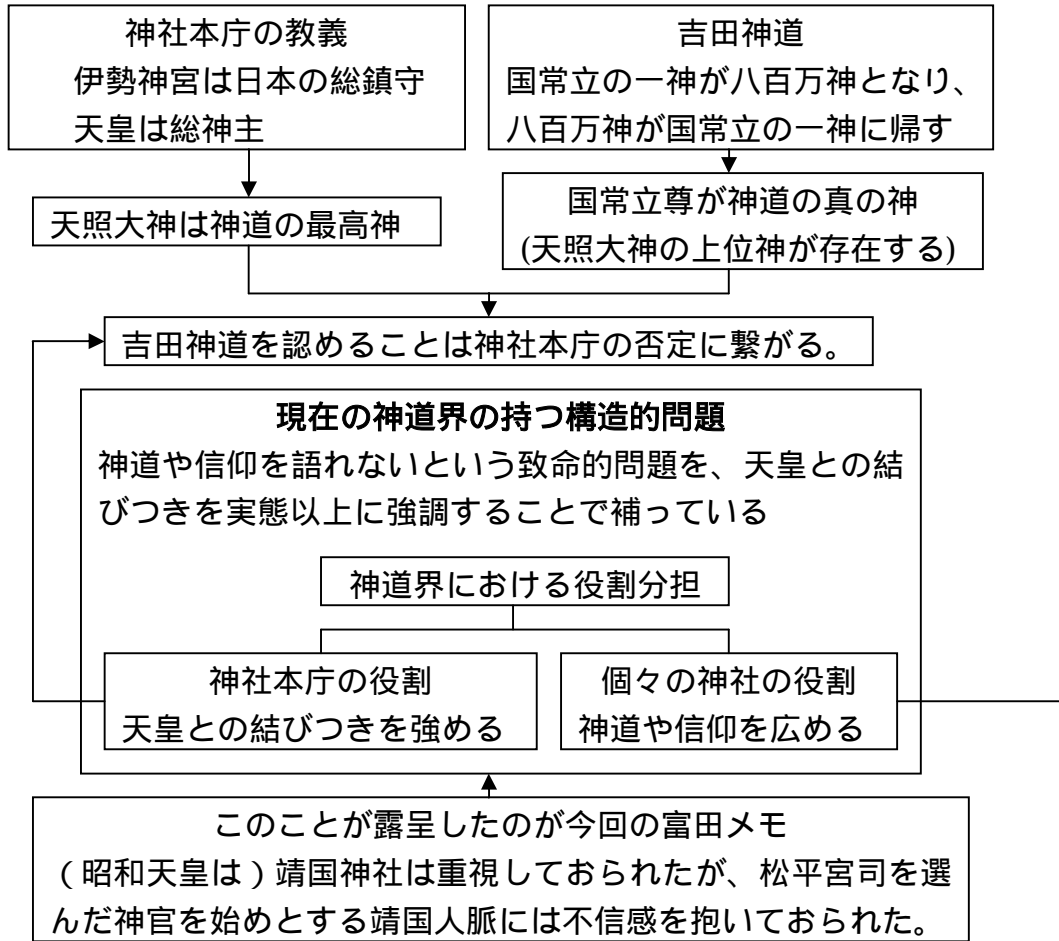 神社本庁の教義
伊勢神宮は日本の総鎮守
天皇は総神主
吉田神道
国常立の一神が八百万神となり、
八百万神が国常立の一神に帰す
天照大神は神道の最高神
国常立尊が神道の真の神
(天照大神の上位神が存在する)
吉田神道を認めることは神社本庁の否定に繋がる。
現在の神道界の持つ構造的問題
神道や信仰を語れないという致命的問題を、天皇との結
びつきを実態以上に強調することで補っている
神道界における役割分担
神社本庁の役割
天皇との結びつきを強める
個々の神社の役割
神道や信仰を広める
このことが露呈したのが今回の富田メモ
（昭和天皇は）靖国神社は重視しておられたが、松平宮司を選
んだ神官を始めとする靖国人脈には不信感を抱いておられた。